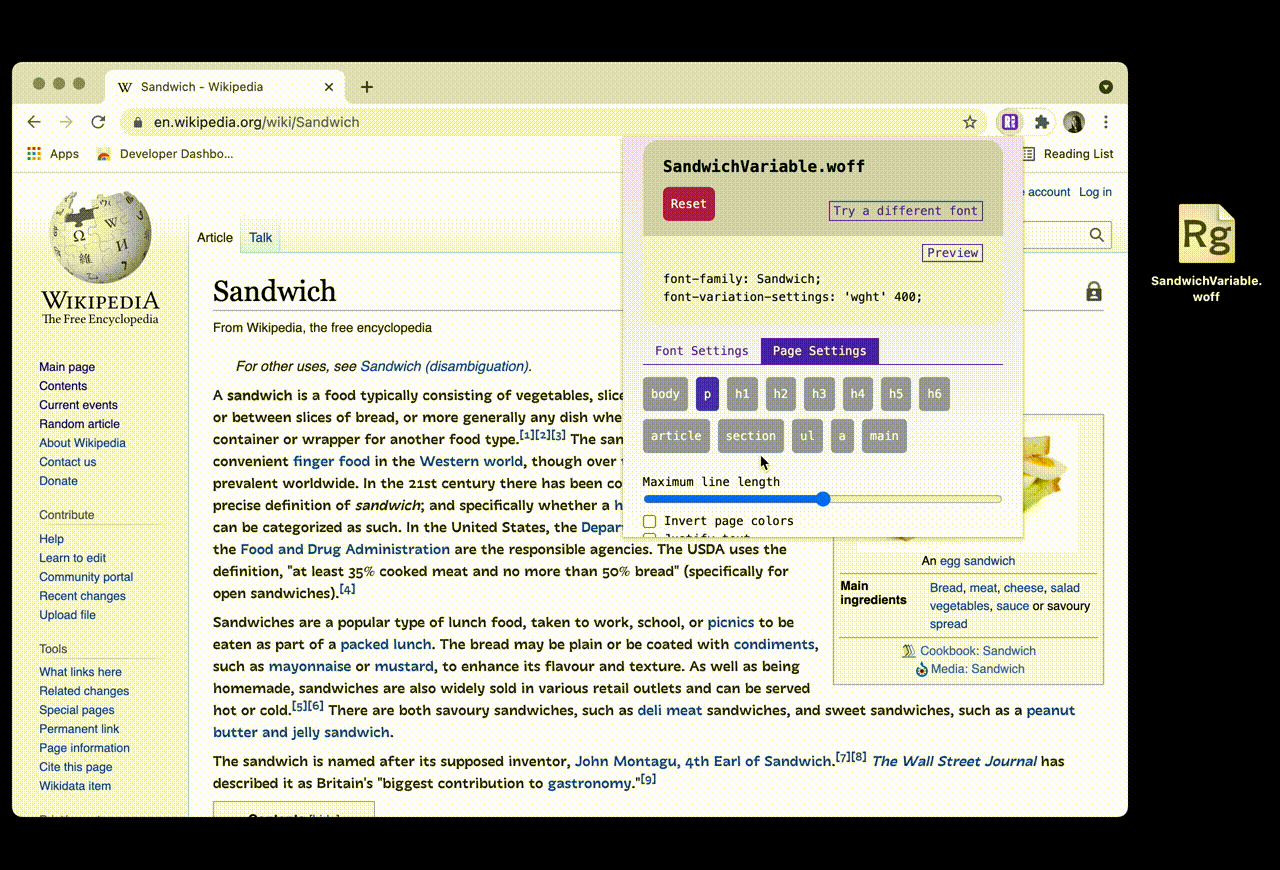 Sandwich - Wikipedia
en.wikipedia.org/wiki/Sandwich
Apps
Developer Dashbo...
Reading List
SandwichVariable.woff
Reset
Try a different font
Preview
font-family: Sandwich;
font-variation-settings: 'wght' 400;
Font Settings
Page Settings
body p h1 h2 h3 h4 h5 h6
article section ul a main
Maximum line length
Invert page colors
Rg
SandwichVariable.
woff
account Log in
WIKIPEDIA
The Free Encyclopedia
Main page
Contents
Current events
Random article
About Wikipedia
Contact us
Donate
Contribute
Help
Learn to edit
Community portal
Recent changes
Upload file
Tools
What links here
Related changes
Special pages
Permanent link
Page information
Cite this page
Wikidata item
Article Talk
Sandwich
From Wikipedia, the free encyclopedia
For other uses, see Sandwich (disambiguation).
A sandwich is a food typically consisting of vegetables, slice
or between slices of bread, or more generally any dish whe
container or wrapper for another food type.[1][2][3] The san
convenient finger food in the Western world, though over
prevalent worldwide. In the 21st century there has been co
precise definition of sandwich; and specifically whether a h
can be categorized as such. In the United States, the Depar
the Food and Drug Administration are the responsible agencies. The USDA uses the
definition, "at least 35% cooked meat and no more than 50% bread" (specifically for
open sandwiches).[4]
Sandwiches are a popular type of lunch food, taken to work, school, or picnics to be
eaten as part of a packed lunch. The bread may be plain or be coated with condiments,
such as mayonnaise or mustard, to enhance its flavour and texture. As well as being
homemade, sandwiches are also widely sold in various retail outlets and can be served
hot or cold.[5][6] There are both savoury sandwiches, such as deli meat sandwiches, and sweet sandwiches, such as a peanut
butter and jelly sandwich.
The sandwich is named after its supposed inventor, John Montagu, 4th Earl of Sandwich.[7][8] The Wall Street Journal has
described it as Britain's "biggest contribution to gastronomy."[9]
An egg sandwich
Main
ingredients
Bread, meat, cheese, salad
vegetables, sauce or savoury
spread
Cookbook: Sandwich
Media: Sandwich